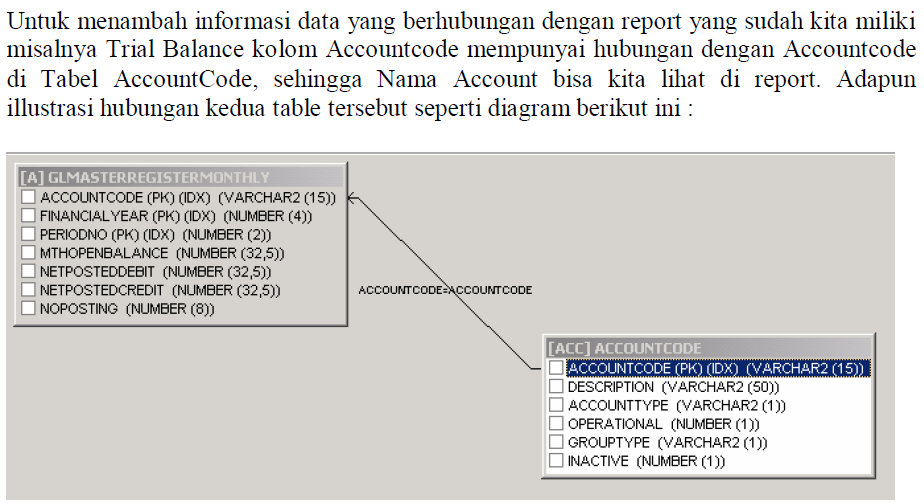 Untuk menambah informasi data yang berhubungan dengan report yang sudah kita miliki
misalnya Trial Balance kolom Accountcode mempunyai hubungan dengan Accountcode
di Tabel AccountCode, sehingga Nama Account bisa kita lihat di report. Adapun
illustrasi hubungan kedua table tersebut seperti diagram berikut ini :
[A] GLMASTERREGISTERMONTHLY
ACCOUNTCODE (PK) (IDX) (VARCHAR2 (15))
FINANCIALYEAR (PK) (IDX) (NUMBER (4))
PERIODNO (PK) (IDX) (NUMBER (2))
MTHOPENBALANCE (NUMBER (32,5))
NETPOSTEDDEBIT (NUMBER (32,5))
NETPOSTEDCREDIT (NUMBER (32,5))
NOPOSTING (NUMBER (8))
ACCOUNTCODE=ACCOUNTCODE
[ACC] ACCOUNTCODE
ACCOUNTCODE (PK) (IDX) (VARCHAR2 (15))
DESCRIPTION (VARCHAR2 (50))
ACCOUNTTYPE (VARCHAR2 (1))
OPERATIONAL (NUMBER (1))
GROUPTYPE (VARCHAR2 (1))
INACTIVE (NUMBER (1))